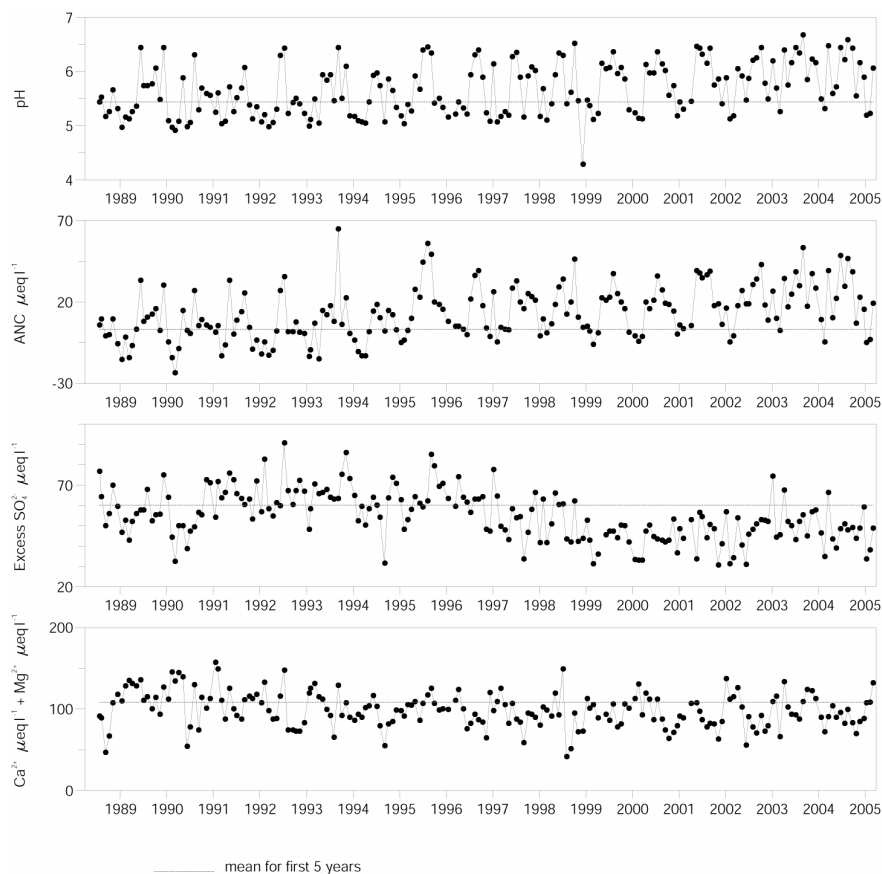 7
6
5
4
pH
1989 1990 1991 1992 1993 1994 1995 1996 1997 1998 1999 2000 2001 2002 2003 2004 2005
70
20
-30
ANC µeq l⁻¹
1989 1990 1991 1992 1993 1994 1995 1996 1997 1998 1999 2000 2001 2002 2003 2004 2005
70
20
Excess SO₄²⁻ µeq l⁻¹
1989 1990 1991 1992 1993 1994 1995 1996 1997 1998 1999 2000 2001 2002 2003 2004 2005
200
100
0
Ca²⁺ µeq l⁻¹ + Mg²⁺ µeq l⁻¹
1989 1990 1991 1992 1993 1994 1995 1996 1997 1998 1999 2000 2001 2002 2003 2004 2005
mean for first 5 years